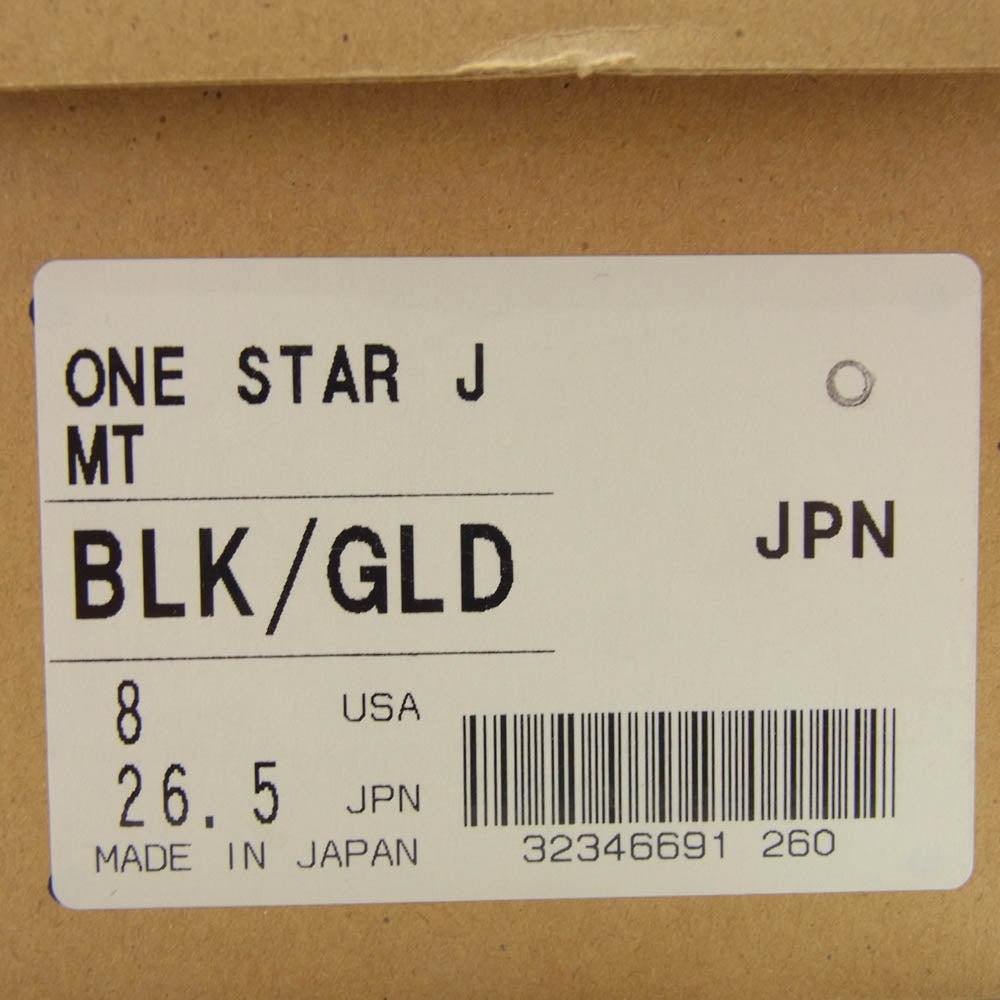 ONE STAR J
MT
BLK/GLD
JPN
8 USA
26.5 JPN
MADE IN JAPAN
32346691 260